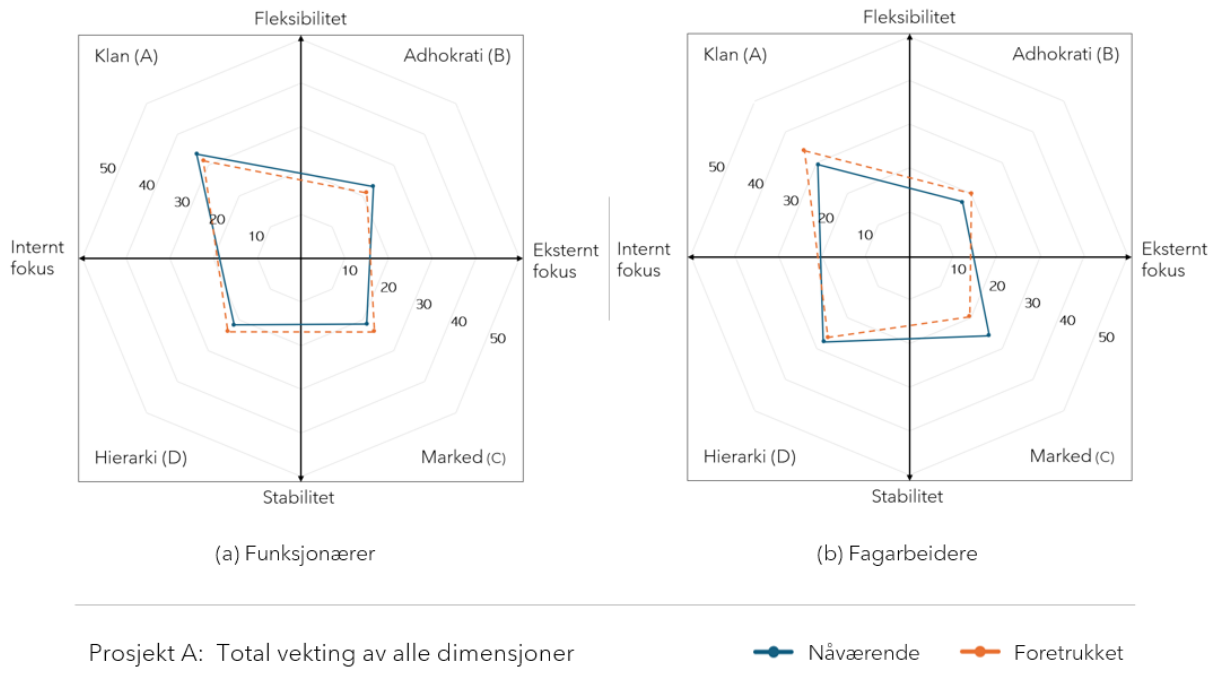 Fleksibilitet
Klan (A)
Adhokrati (B)
50
40
30
20
10
Internt
fokus
Eksternt
fokus
10
20
30
40
50
Hierarki (D)
Marked (C)
Stabilitet
(a) Funksjonærer
Fleksibilitet
Klan (A)
Adhokrati (B)
50
40
30
20
10
Internt
fokus
Eksternt
fokus
10
20
30
40
50
Hierarki (D)
Marked (C)
Stabilitet
(b) Fagarbeidere
Prosjekt A: Total vekting av alle dimensjoner
Nåværende
Foretrukket